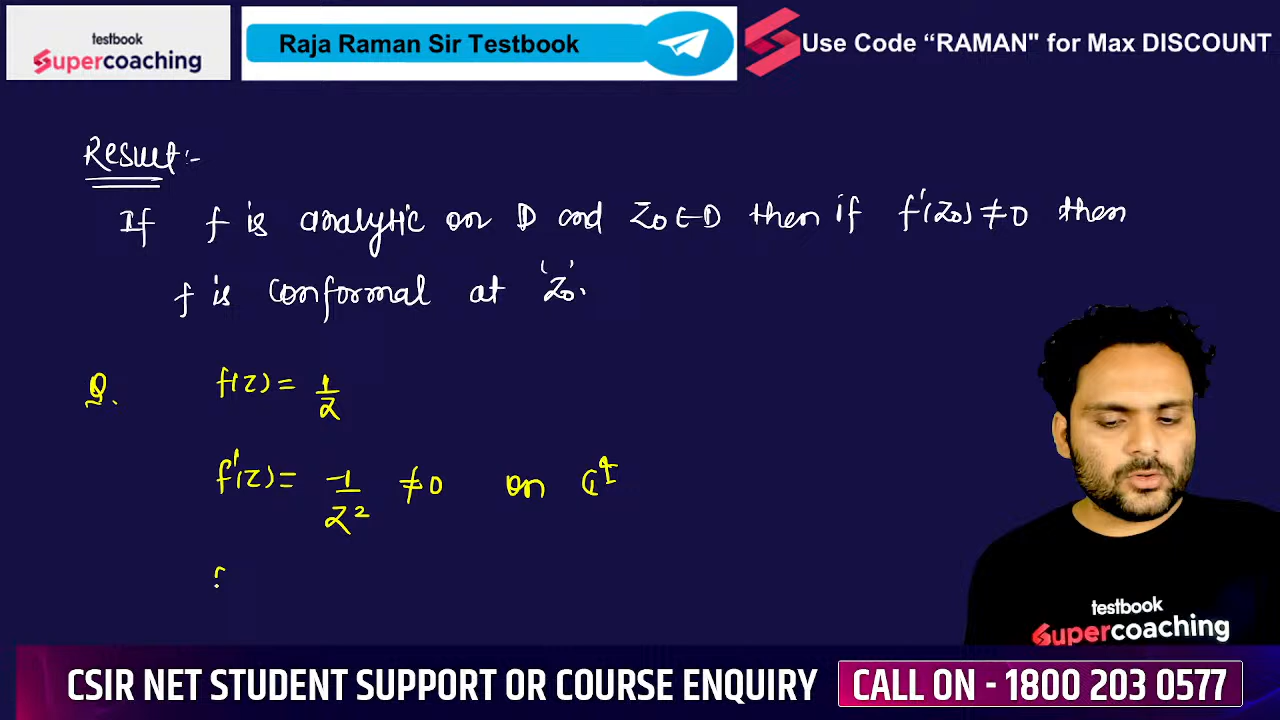 testbook
Supercoaching
Raja Raman Sir Testbook
Use Code “RAMAN" for Max DISCOUNT
Result:-
If f is analytic on D and Z₀ ∈ D then if f'(Z₀) ≠ 0 then
f is conformal at 'Z₀'.
Q. f(z) = 1/z
f'(z) = -1/z² ≠ 0 on
testbook
Supercoaching
CSIR NET STUDENT SUPPORT OR COURSE ENQUIRY
CALL ON - 1800 203 0577